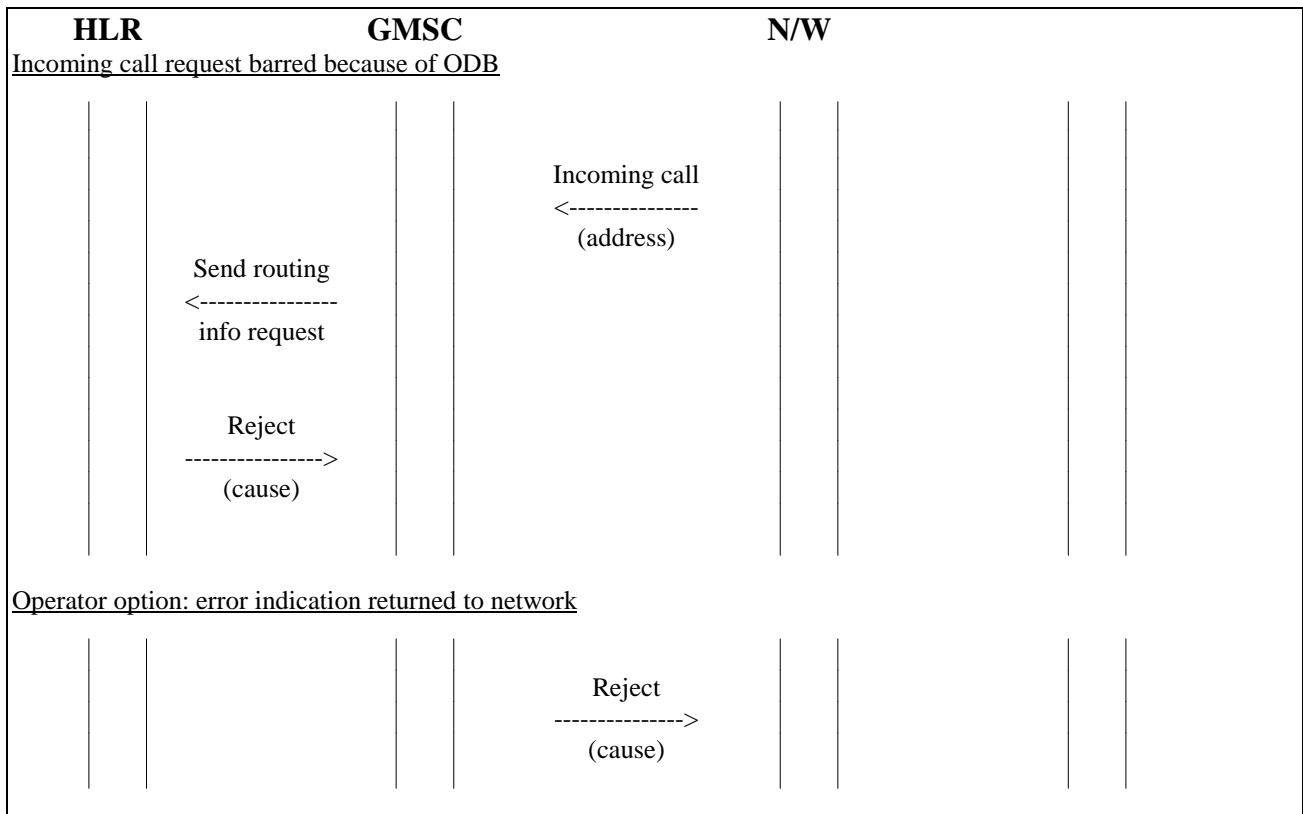 HLR GMSC N/W
Incoming call request barred because of ODB
Incoming call
<---------------
(address)
Send routing
<----------------
info request
Reject
---------------->
(cause)
Operator option: error indication returned to network
Reject
--------------->
(cause)